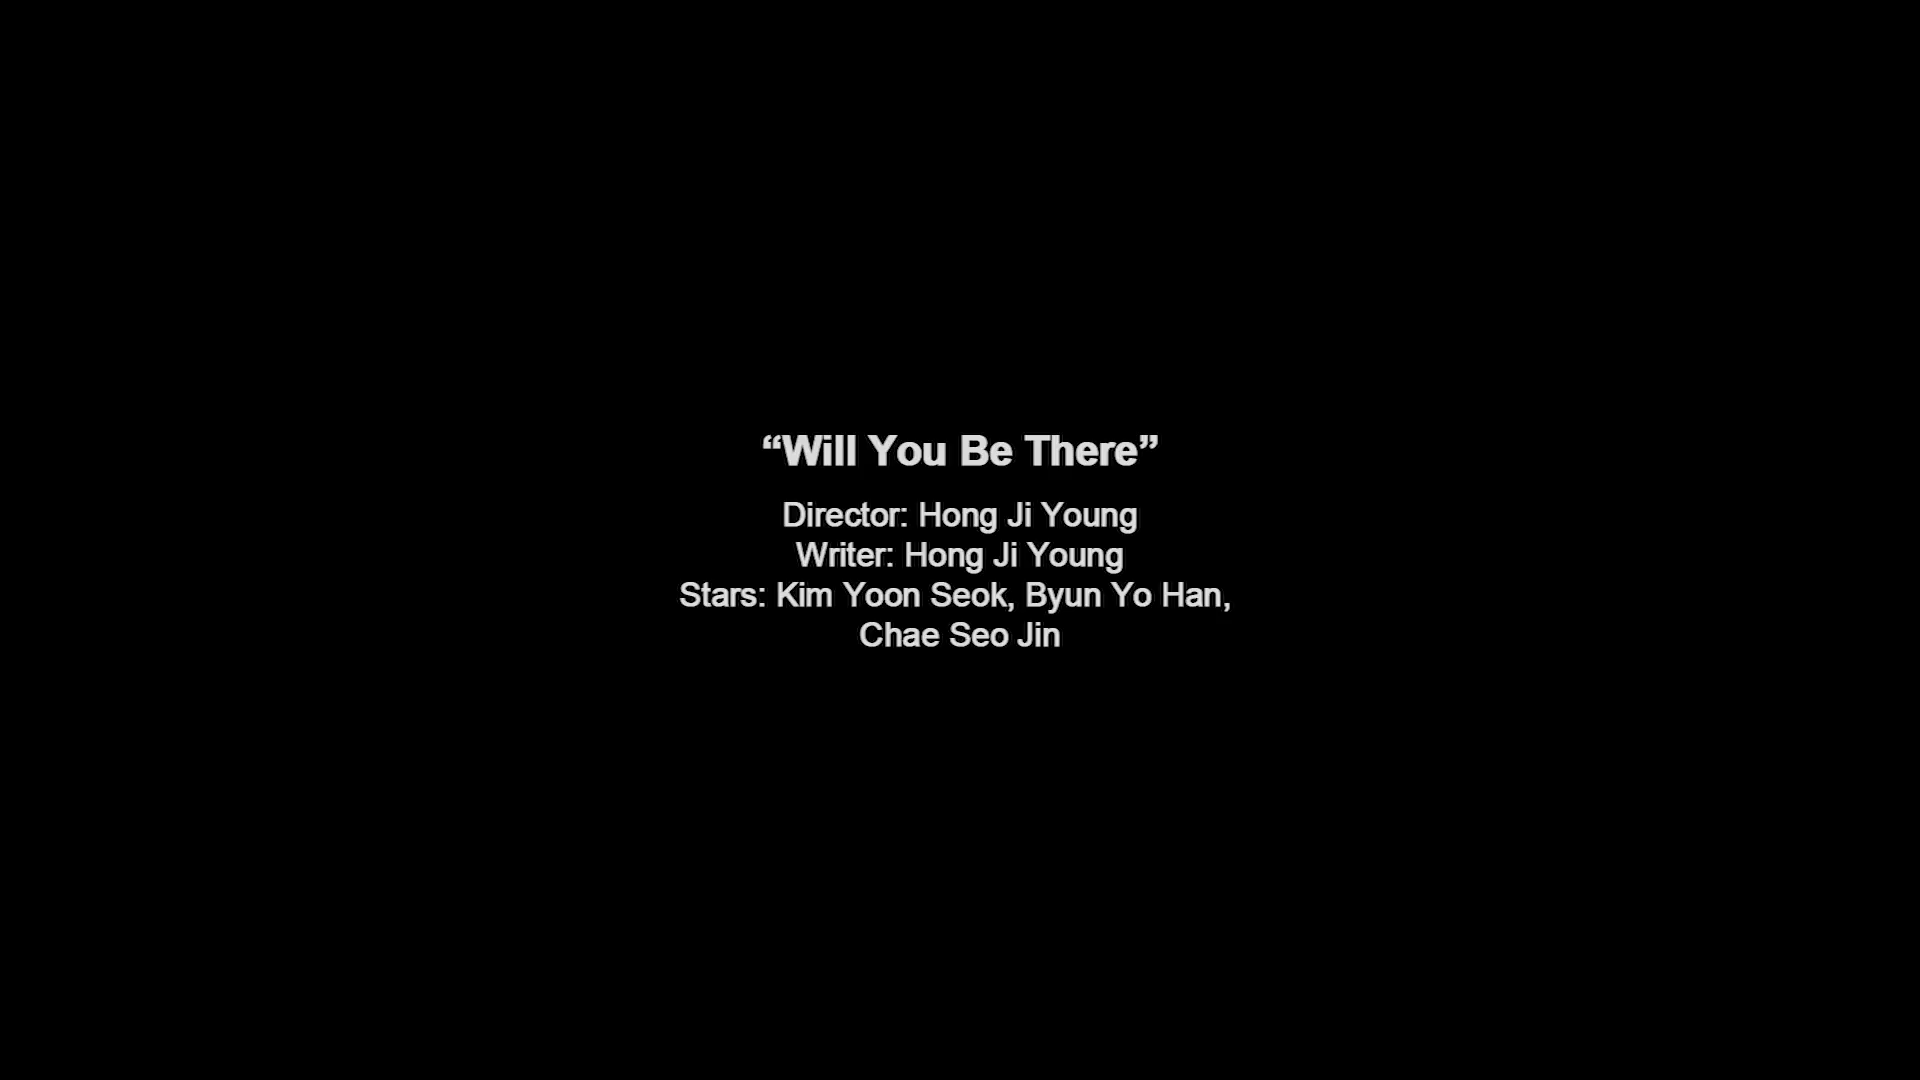 “Will You Be There”
Director: Hong Ji Young
Writer: Hong Ji Young
Stars: Kim Yoon Seok, Byun Yo Han,
Chae Seo Jin